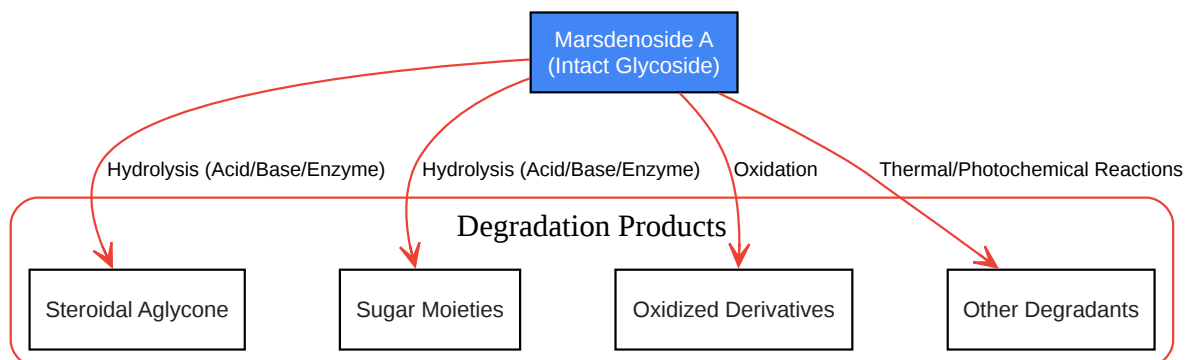 Marsdenoside A
(Intact Glycoside)
Hydrolysis (Acid/Base/Enzyme)
Hydrolysis (Acid/Base/Enzyme)
Oxidation
Thermal/Photochemical Reactions
Degradation Products
Steroidal Aglycone
Sugar Moieties
Oxidized Derivatives
Other Degradants